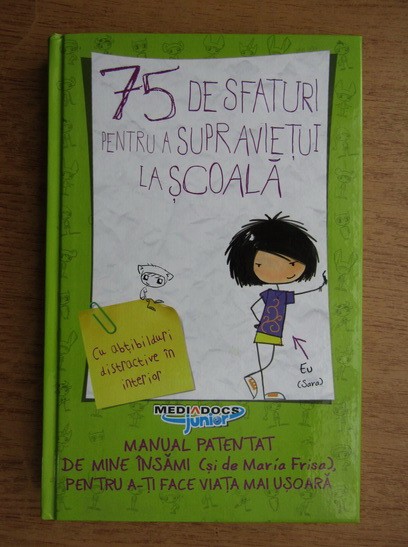 75 DE SFATURI
PENTRU A SUPRAVIEȚUI
LA ȘCOALĂ
Cu abțibilduri
distractive în
interior
Eu
(Sara)
MEDIADOCS
junior
MANUAL PATENTAT
DE MINE ÎNSĂMI (și de María Frisa),
PENTRU A-ȚI FACE VIAȚA MAI UȘOARĂ